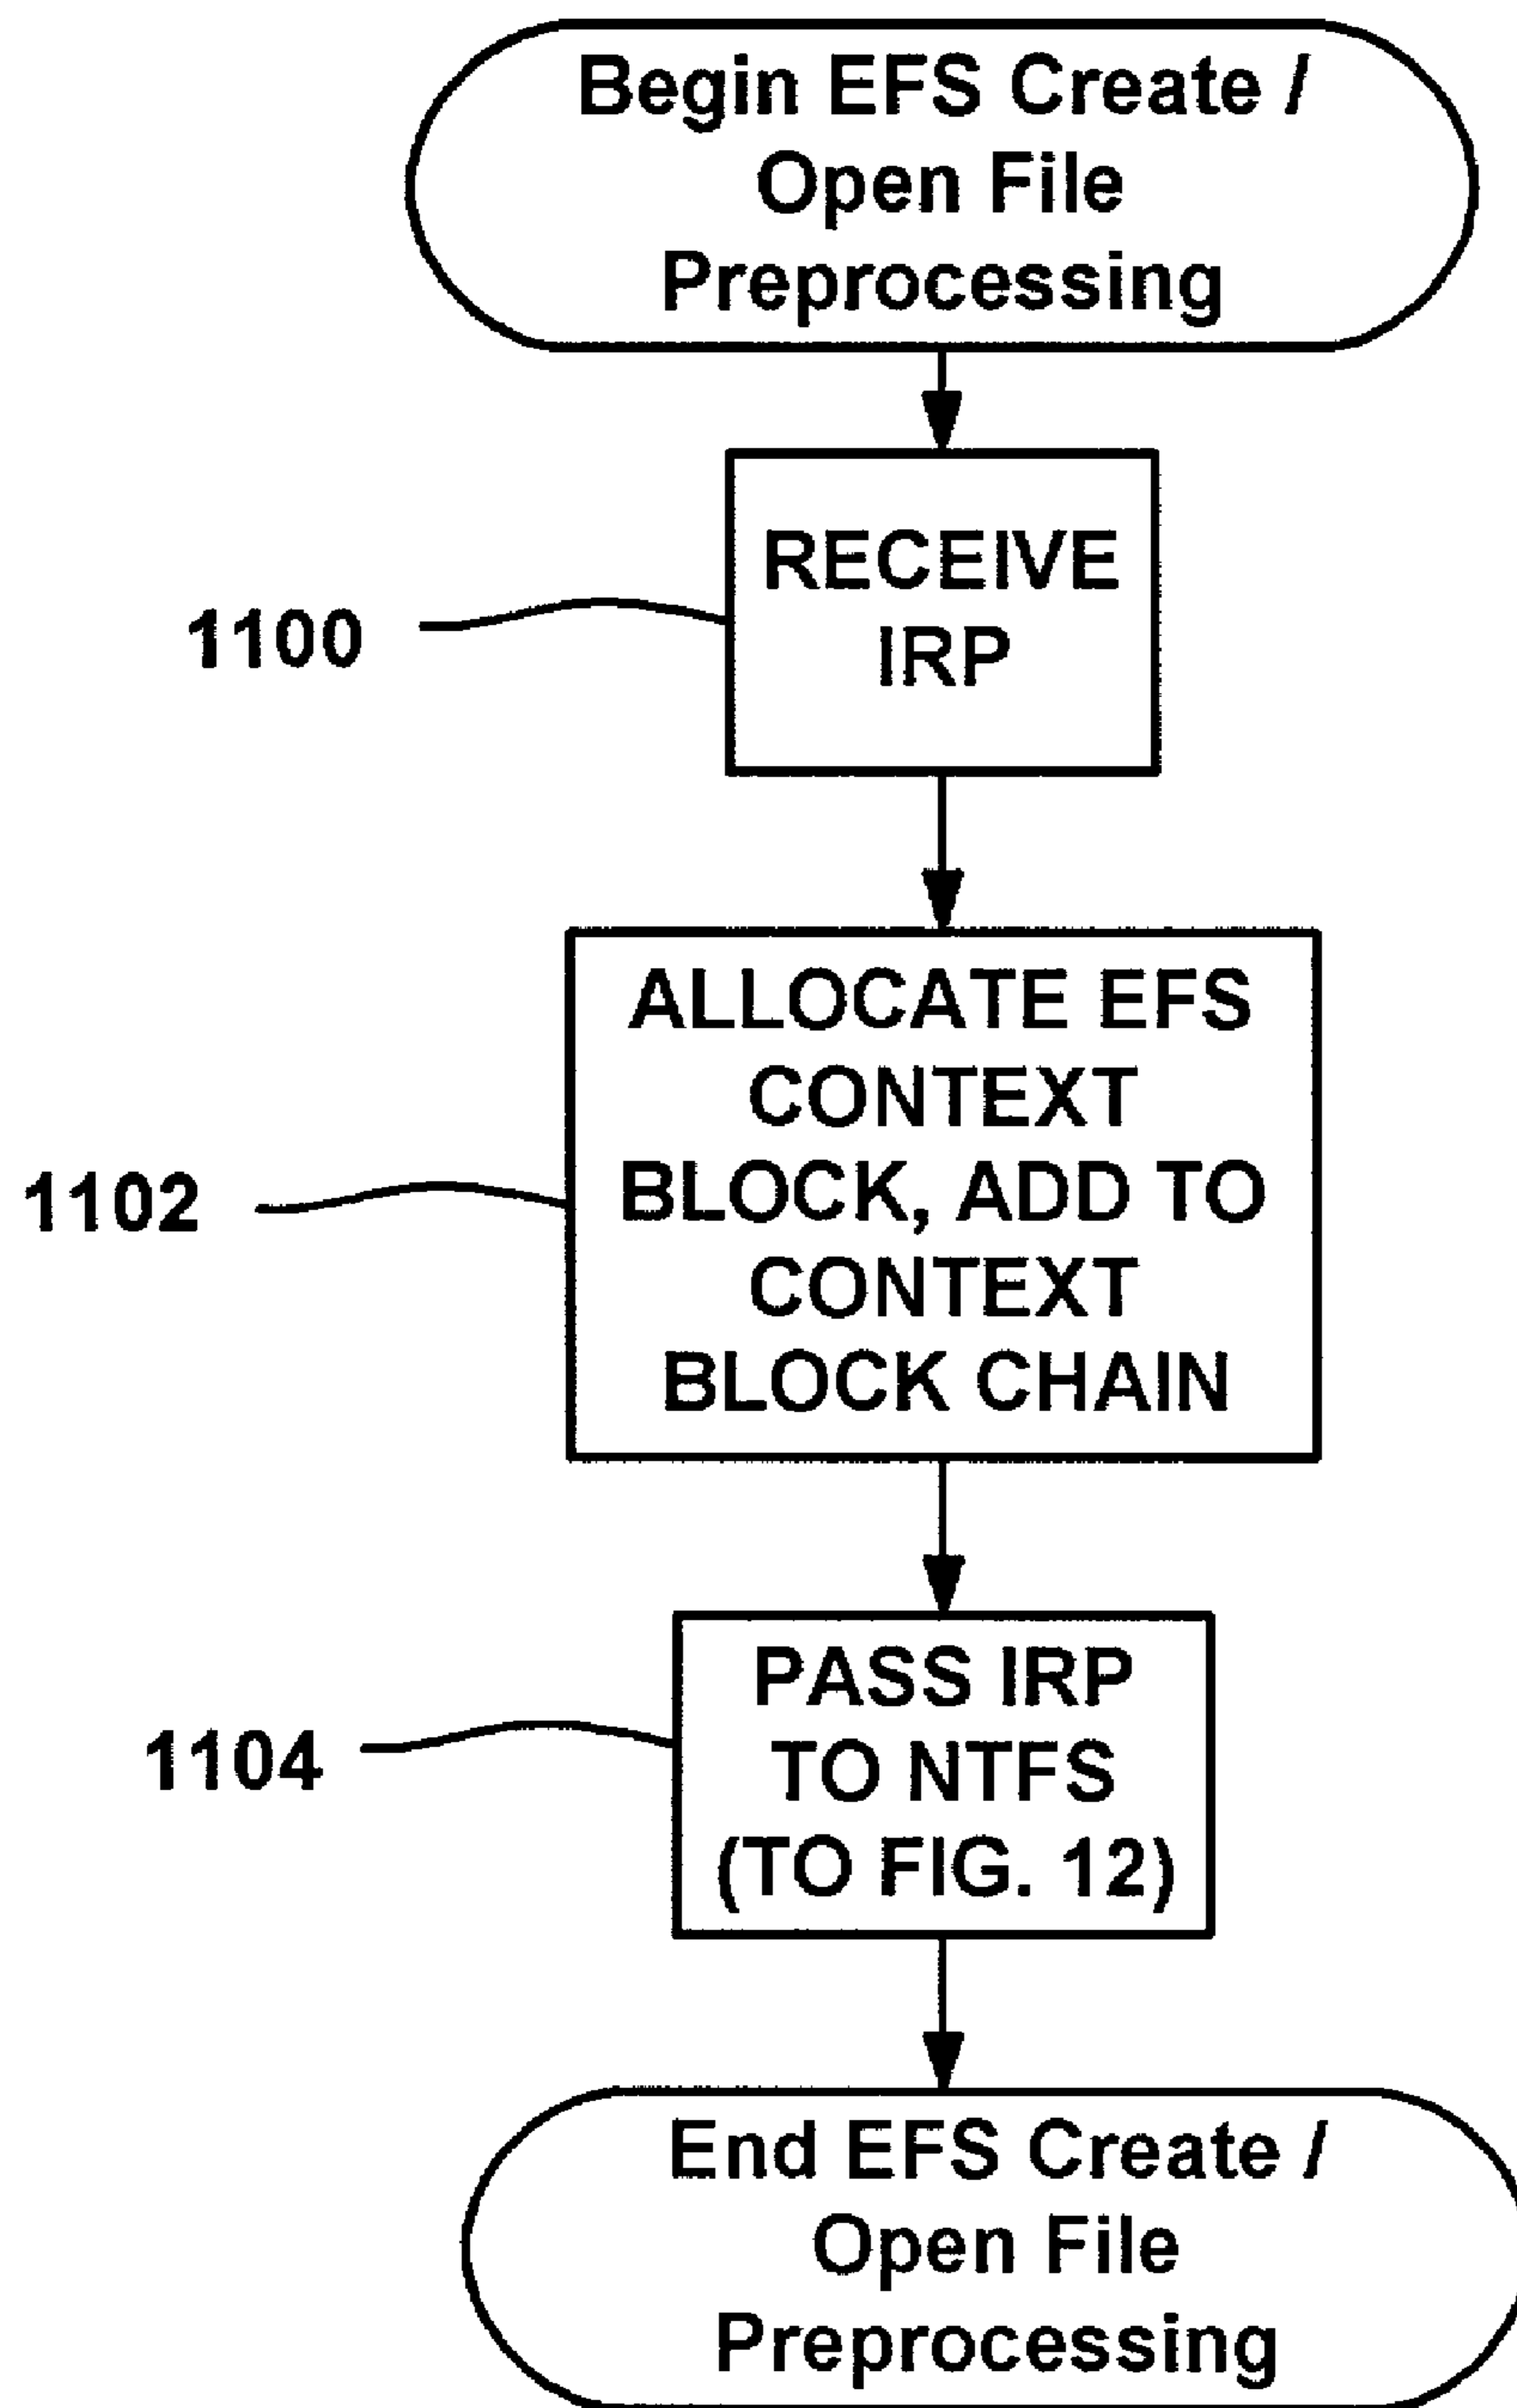 Begin EFS Create /
Open File
Preprocessing
RECEIVE
IRP
1100
ALLOCATE EFS
CONTEXT
BLOCK, ADD TO
CONTEXT
BLOCK CHAIN
1102
PASS IRP
TO NTFS
(TO FIG. 12)
1104
End EFS Create /
Open File
Preprocessing